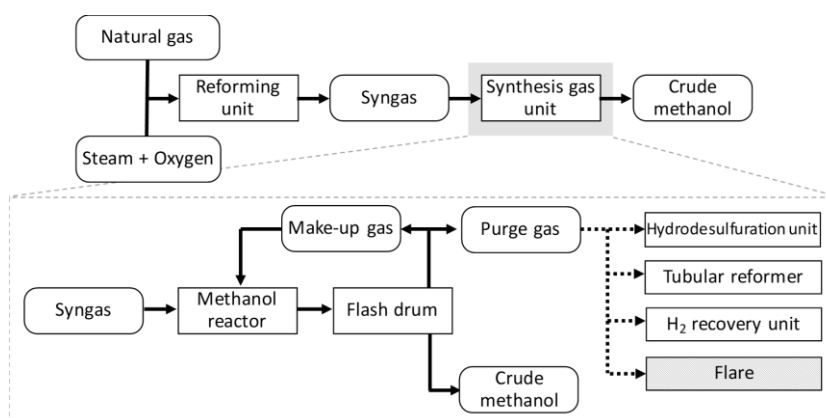 Natural gas
Reforming
unit
Syngas
Synthesis gas
unit
Crude
methanol
Steam + Oxygen
Make-up gas
Purge gas
Hydrodesulfuration unit
Tubular reformer
Syngas
Methanol
reactor
Flash drum
H₂ recovery unit
Flare
Crude
methanol